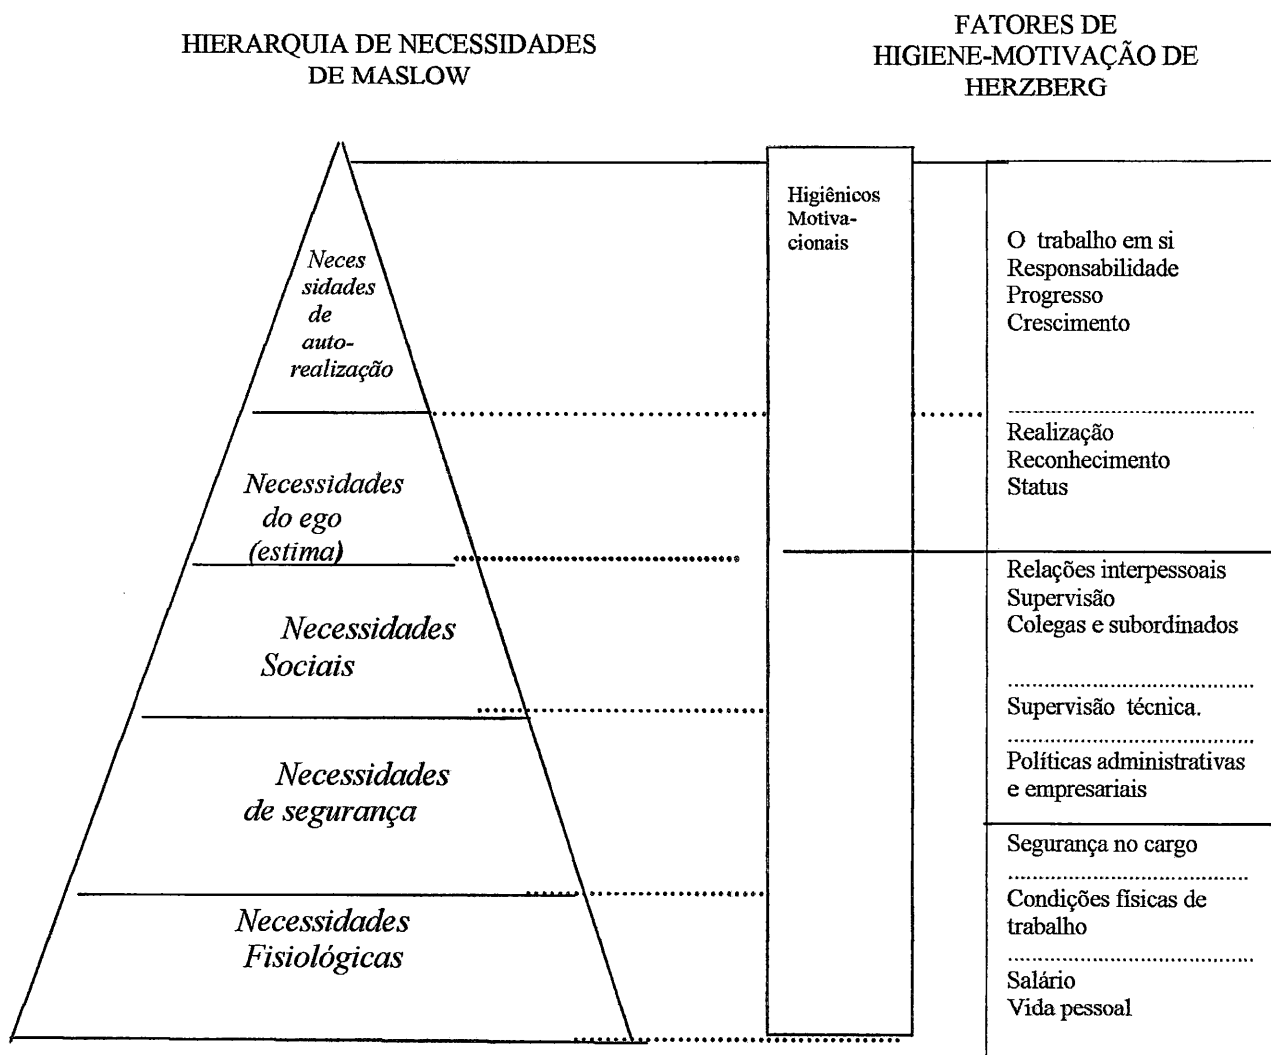 HIERARQUIA DE NECESSIDADES
DE MASLOW
FATORES DE
HIGIENE-MOTIVAÇÃO DE
HERZBERG
Neces
sidades
de
auto-
realização
Necessidades
do ego
(estima)
Necessidades
Sociais
Necessidades
de segurança
Necessidades
Fisiológicas
Higiênicos
Motiva-
cionais
O trabalho em si
Responsabilidade
Progresso
Crescimento
Realização
Reconhecimento
Status
Relações interpessoais
Supervisão
Colegas e subordinados
Supervisão técnica.
Políticas administrativas
e empresariais
Segurança no cargo
Condições físicas de
trabalho
Salário
Vida pessoal